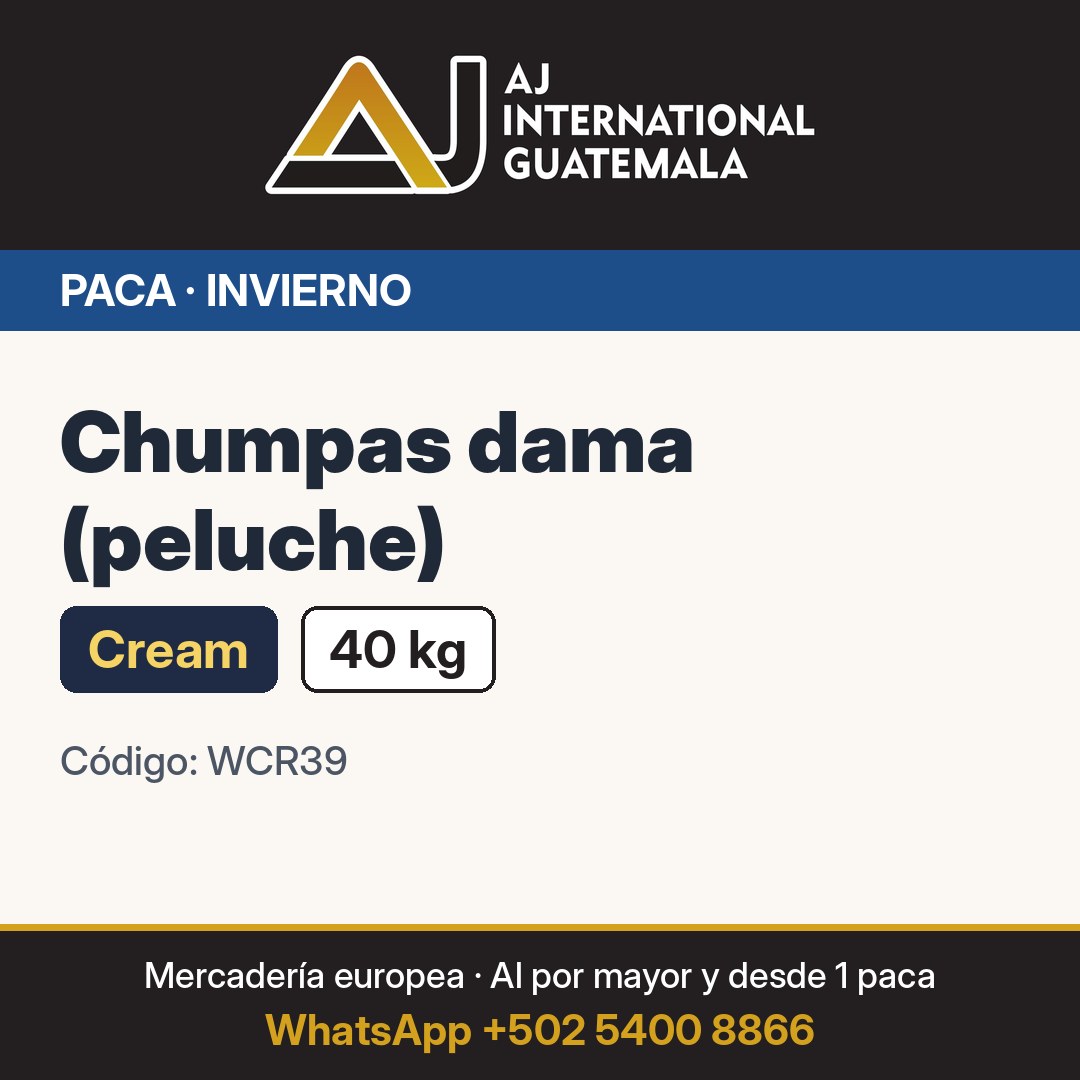 AJ
AJ
INTERNATIONAL
GUATEMALA
PACA · INVIERNO
Chumpas dama
(peluche)
Cream
40 kg
Código: WCR39
Mercadería europea · Al por mayor y desde 1 paca
WhatsApp +502 5400 8866